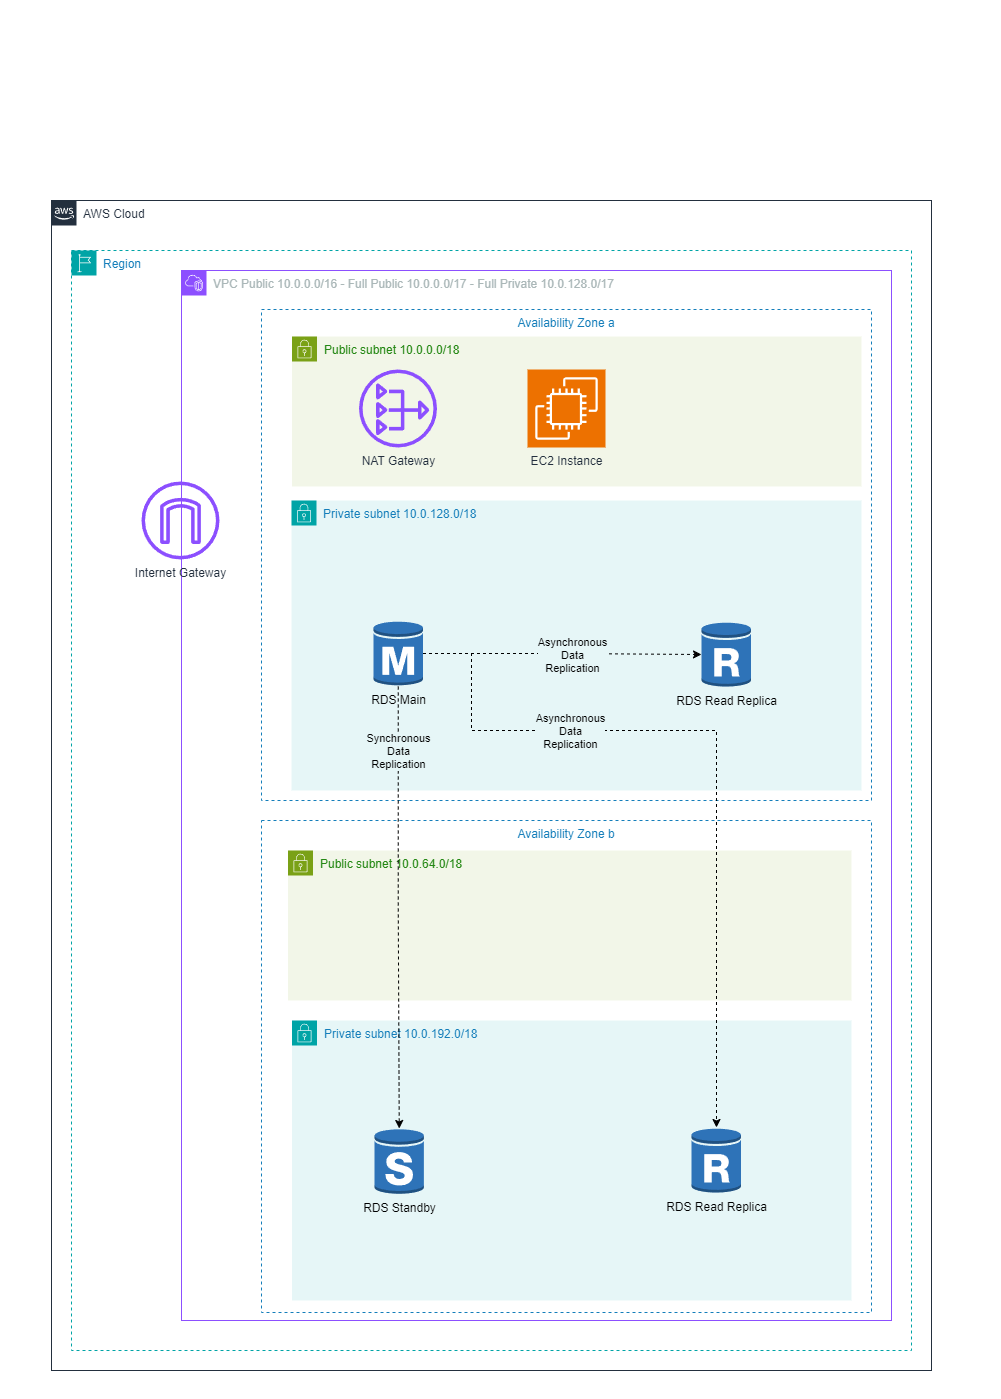 aws
AWS Cloud
Region
VPC Public 10.0.0.0/16 - Full Public 10.0.0.0/17 - Full Private 10.0.128.0/17
Availability Zone a
Public subnet 10.0.0.0/18
NAT Gateway
EC2 Instance
Private subnet 10.0.128.0/18
Internet Gateway
M
RDS Main
Asynchronous
Data
Replication
R
RDS Read Replica
Synchronous
Data
Replication
Asynchronous
Data
Replication
Availability Zone b
Public subnet 10.0.64.0/18
Private subnet 10.0.192.0/18
S
RDS Standby
R
RDS Read Replica